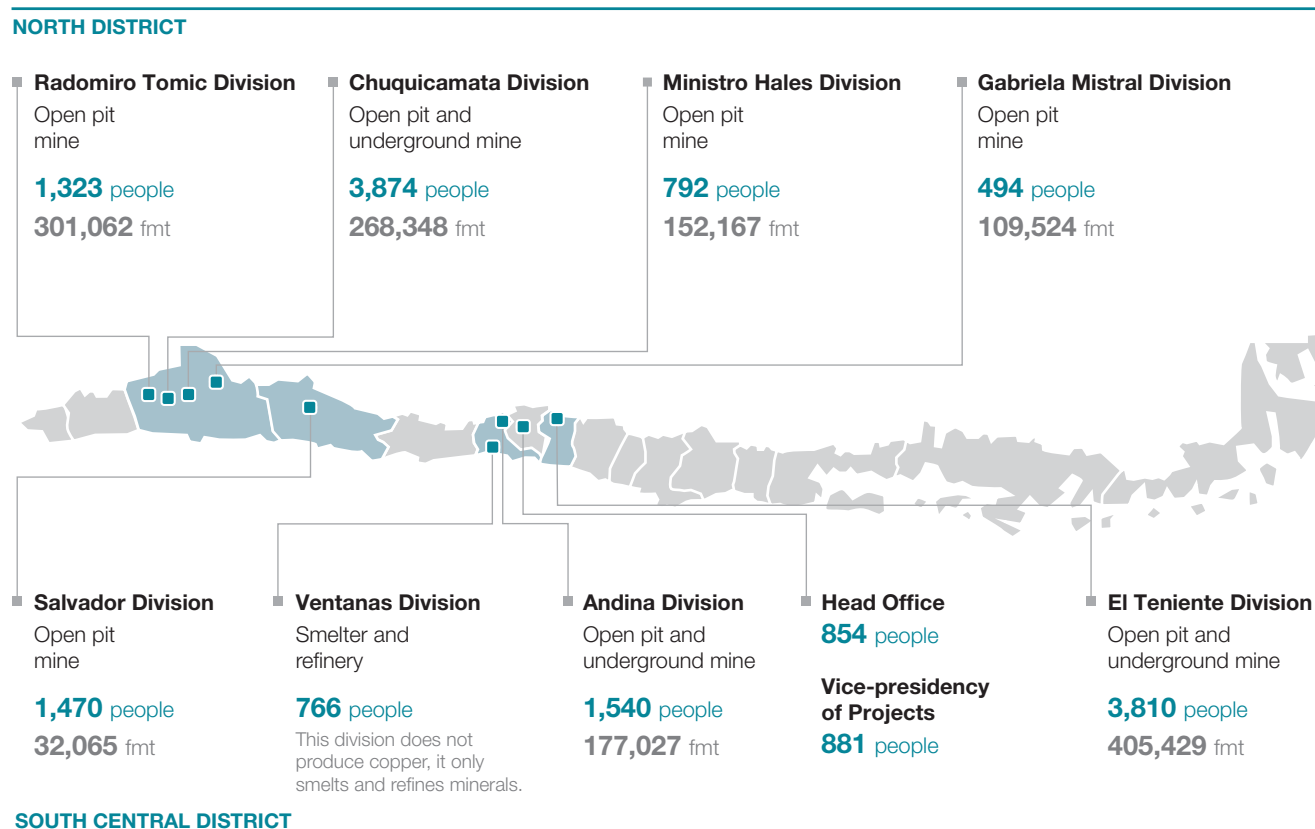 NORTH DISTRICT
Radomiro Tomic Division
Open pit
mine
1,323 people
301,062 fmt
Chuquicamata Division
Open pit and
underground mine
3,874 people
268,348 fmt
Ministro Hales Division
Open pit
mine
792 people
152,167 fmt
Gabriela Mistral Division
Open pit
mine
494 people
109,524 fmt
Salvador Division
Open pit
mine
1,470 people
32,065 fmt
Ventanas Division
Smelter and
refinery
766 people
This division does not
produce copper, it only
smelts and refines minerals.
Andina Division
Open pit and
underground mine
1,540 people
177,027 fmt
Head Office
854 people
Vice-presidency
of Projects
881 people
El Teniente Division
Open pit and
underground mine
3,810 people
405,429 fmt
SOUTH CENTRAL DISTRICT